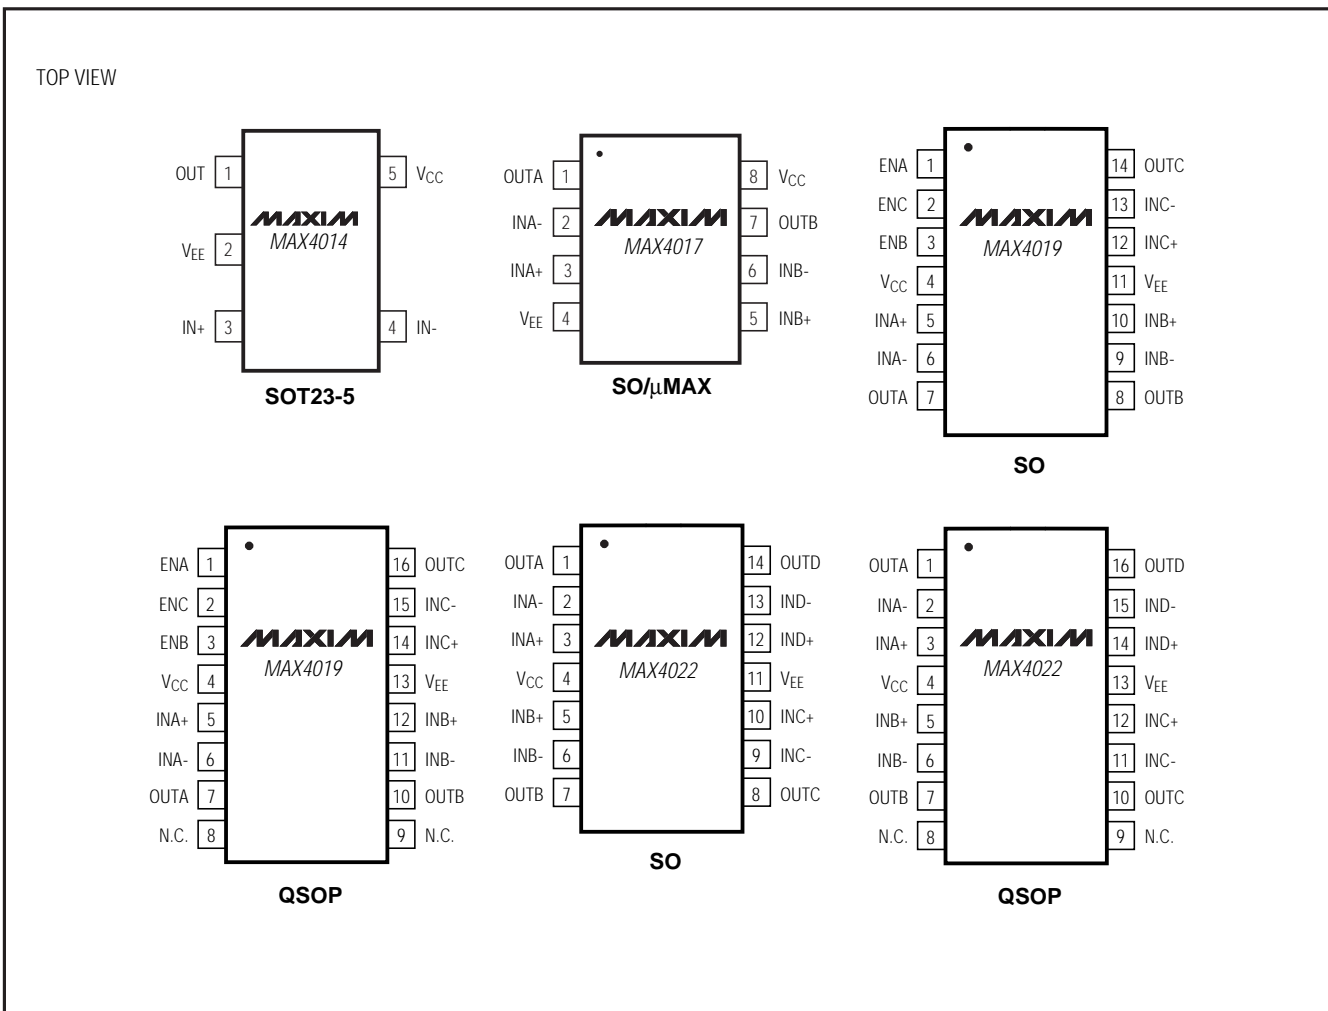 TOP VIEW
OUT 1
5 VCC
VEE 2
IN+ 3
4 IN-
MAXIM
MAX4014
SOT23-5
OUTA 1
8 VCC
INA- 2
7 OUTB
INA+ 3
6 INB-
VEE 4
5 INB+
MAXIM
MAX4017
SO/µMAX
ENA 1
14 OUTC
ENC 2
13 INC-
ENB 3
12 INC+
VCC 4
11 VEE
INA+ 5
10 INB+
INA- 6
9 INB-
OUTA 7
8 OUTB
MAXIM
MAX4019
SO
ENA 1
16 OUTC
ENC 2
15 INC-
ENB 3
14 INC+
VCC 4
13 VEE
INA+ 5
12 INB+
INA- 6
11 INB-
OUTA 7
10 OUTB
N.C. 8
9 N.C.
MAXIM
MAX4019
QSOP
OUTA 1
14 OUTD
INA- 2
13 IND-
INA+ 3
12 IND+
VCC 4
11 VEE
INB+ 5
10 INC+
INB- 6
9 INC-
OUTB 7
8 OUTC
MAXIM
MAX4022
SO
OUTA 1
16 OUTD
INA- 2
15 IND-
INA+ 3
14 IND+
VCC 4
13 VEE
INB+ 5
12 INC+
INB- 6
11 INC-
OUTB 7
10 OUTC
N.C. 8
9 N.C.
MAXIM
MAX4022
QSOP